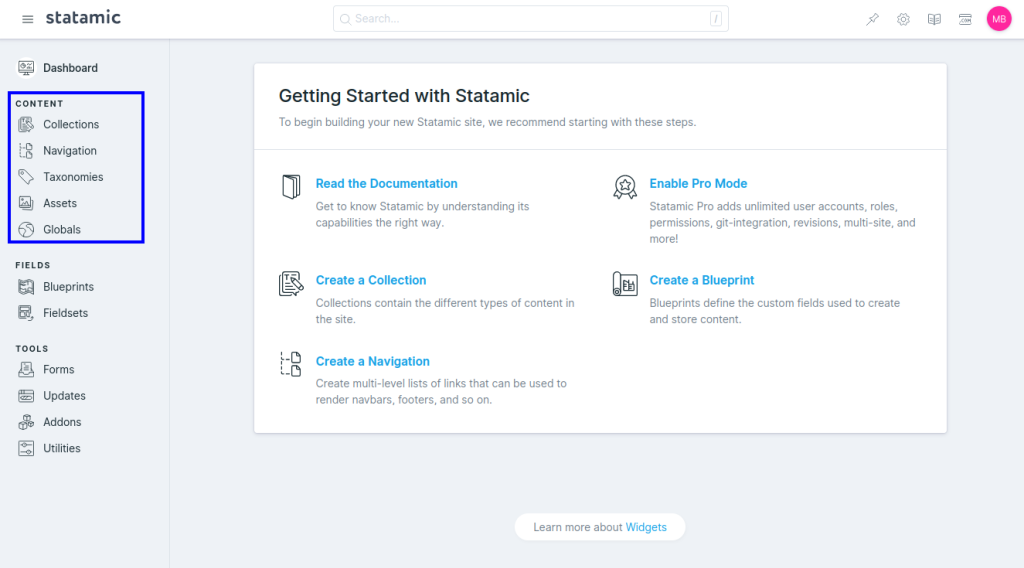 statamic
Search...
/
.COM
MB
Dashboard
CONTENT
Collections
Navigation
Taxonomies
Assets
Globals
FIELDS
Blueprints
Fieldsets
TOOLS
Forms
Updates
Addons
Utilities
Getting Started with Statamic
To begin building your new Statamic site, we recommend starting with these steps.
Read the Documentation
Get to know Statamic by understanding its
capabilities the right way.
Enable Pro Mode
Statamic Pro adds unlimited user accounts, roles,
permissions, git-integration, revisions, multi-site, and
more!
Create a Collection
Collections contain the different types of content in
the site.
Create a Blueprint
Blueprints define the custom fields used to create
and store content.
Create a Navigation
Create multi-level lists of links that can be used to
render navbars, footers, and so on.
Learn more about Widgets